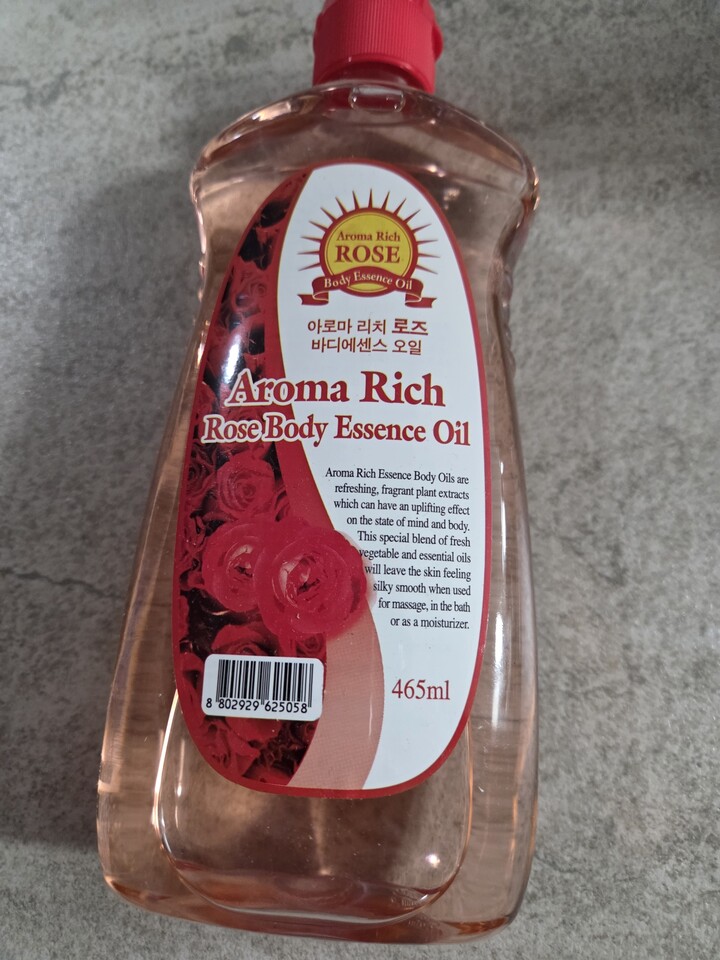 Aroma Rich
ROSE
Body Essence Oil
아로마 리치 로즈
바디에센스 오일
Aroma Rich
Rose Body Essence Oil
Aroma Rich Essence Body Oils are
refreshing, fragrant plant extracts
which can have an uplifting effect
on the state of mind and body.
This special blend of fresh
vegetable and essential oils
will leave the skin feeling
silky smooth when used
for massage, in the bath
or as a moisturizer.
465ml
8 802929 625058